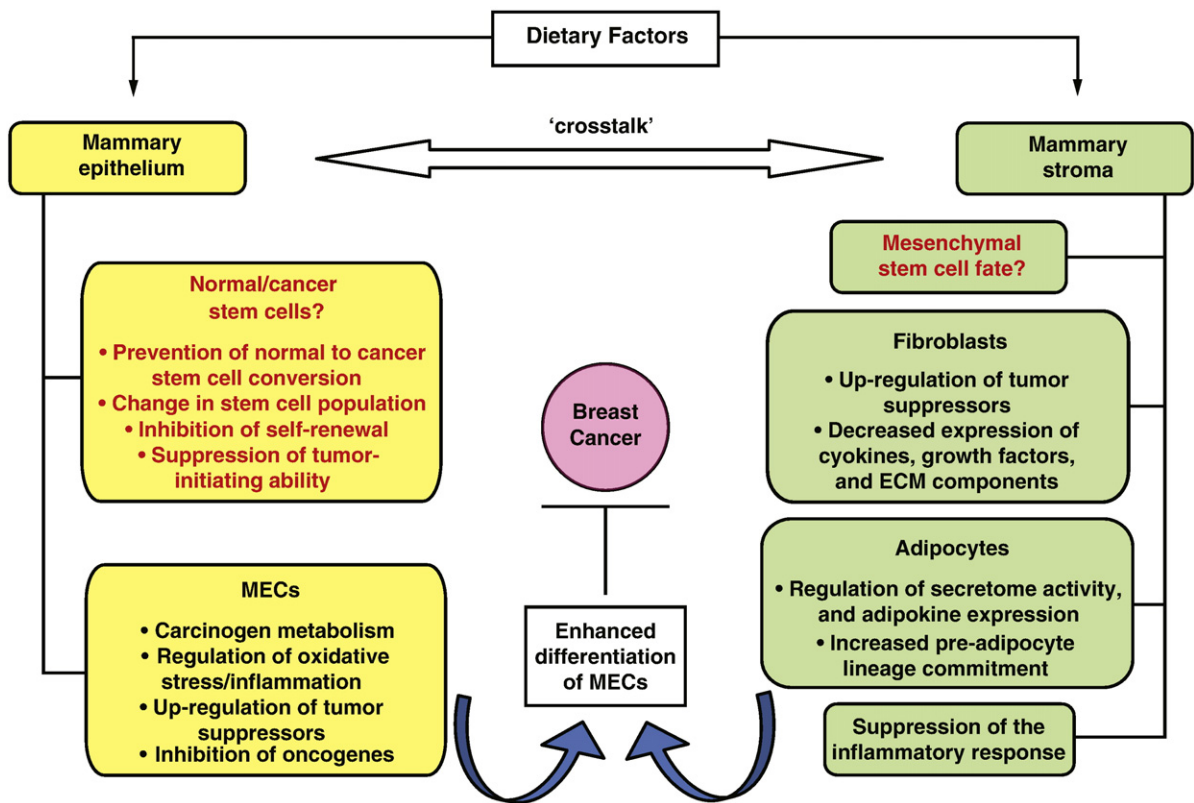 Dietary Factors
Mammary
epithelium
'crosstalk'
Mammary
stroma
Normal/cancer
stem cells?
• Prevention of normal to cancer
stem cell conversion
• Change in stem cell population
• Inhibition of self-renewal
• Suppression of tumor-
initiating ability
MECs
• Carcinogen metabolism
• Regulation of oxidative
stress/inflammation
• Up-regulation of tumor
suppressors
• Inhibition of oncogenes
Breast
Cancer
Enhanced
differentiation
of MECs
Mesenchymal
stem cell fate?
Fibroblasts
• Up-regulation of tumor
suppressors
• Decreased expression of
cyokines, growth factors,
and ECM components
Adipocytes
• Regulation of secretome activity,
and adipokine expression
• Increased pre-adipocyte
lineage commitment
Suppression of the
inflammatory response